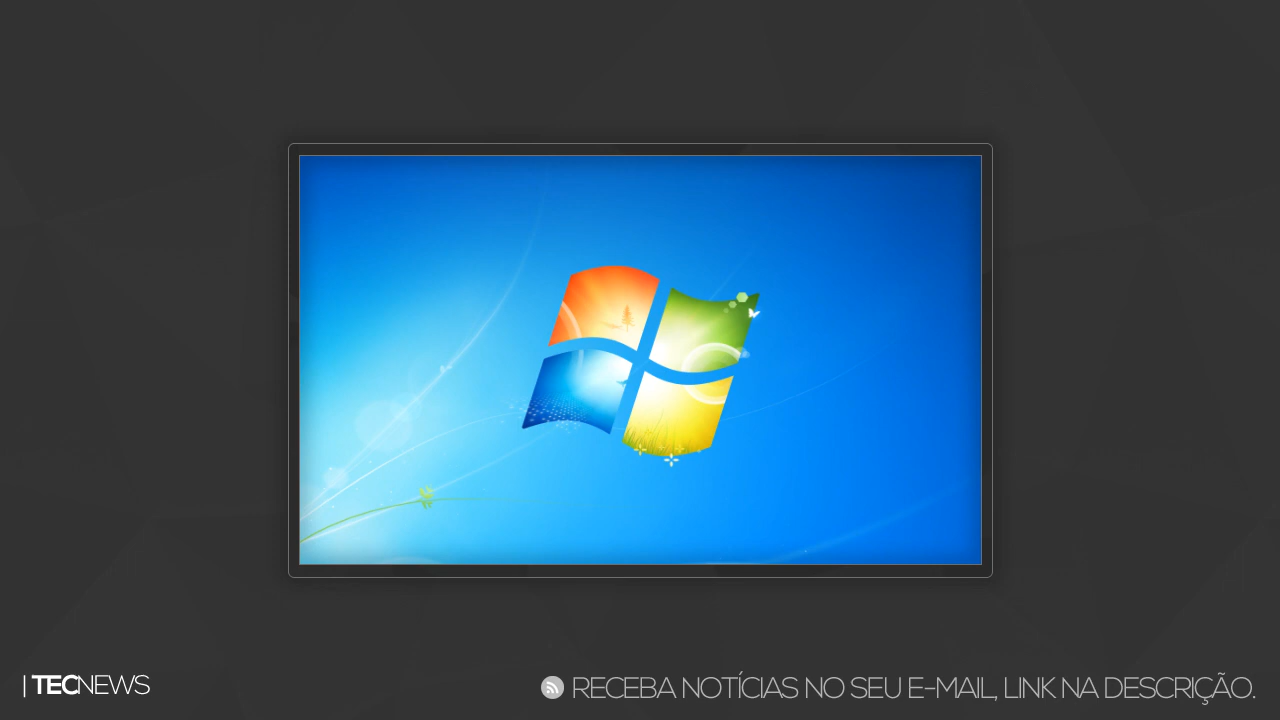 | TECNEWS
RECEBA NOTÍCIAS NO SEU E-MAIL, LINK NA DESCRIÇÃO.